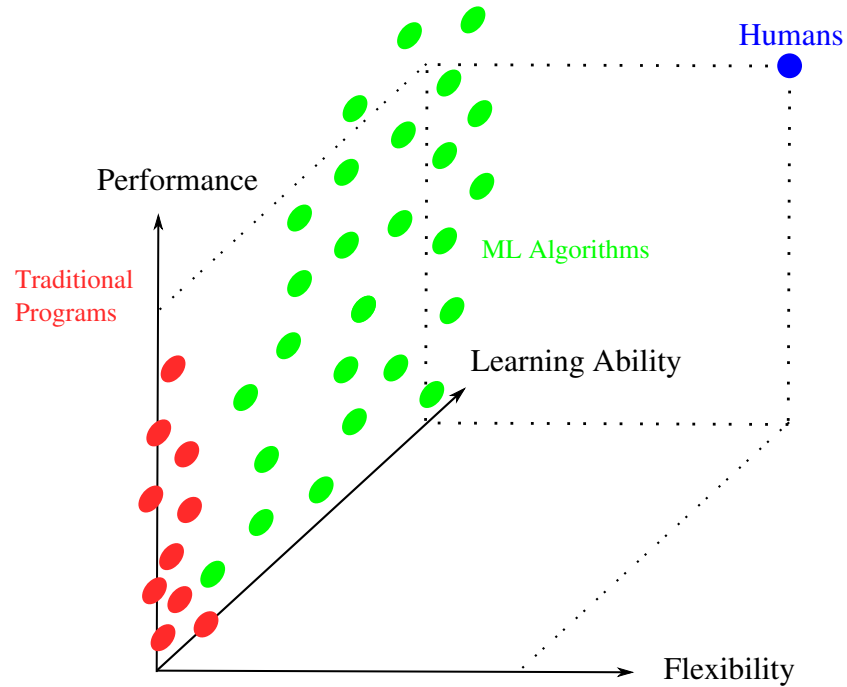 Humans
Performance
ML Algorithms
Traditional
Programs
Learning Ability
Flexibility